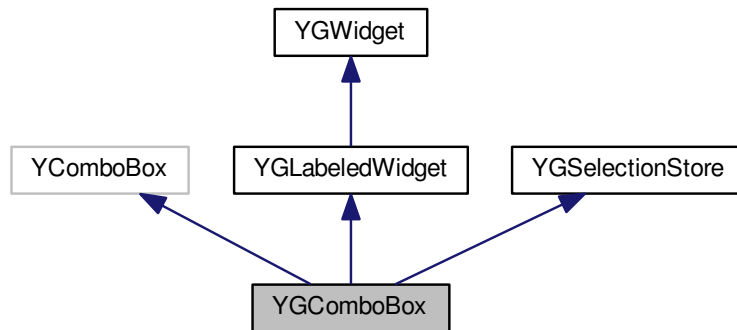 YGWidget
YComboBox
YGLabeledWidget
YGSelectionStore
YGComboBox